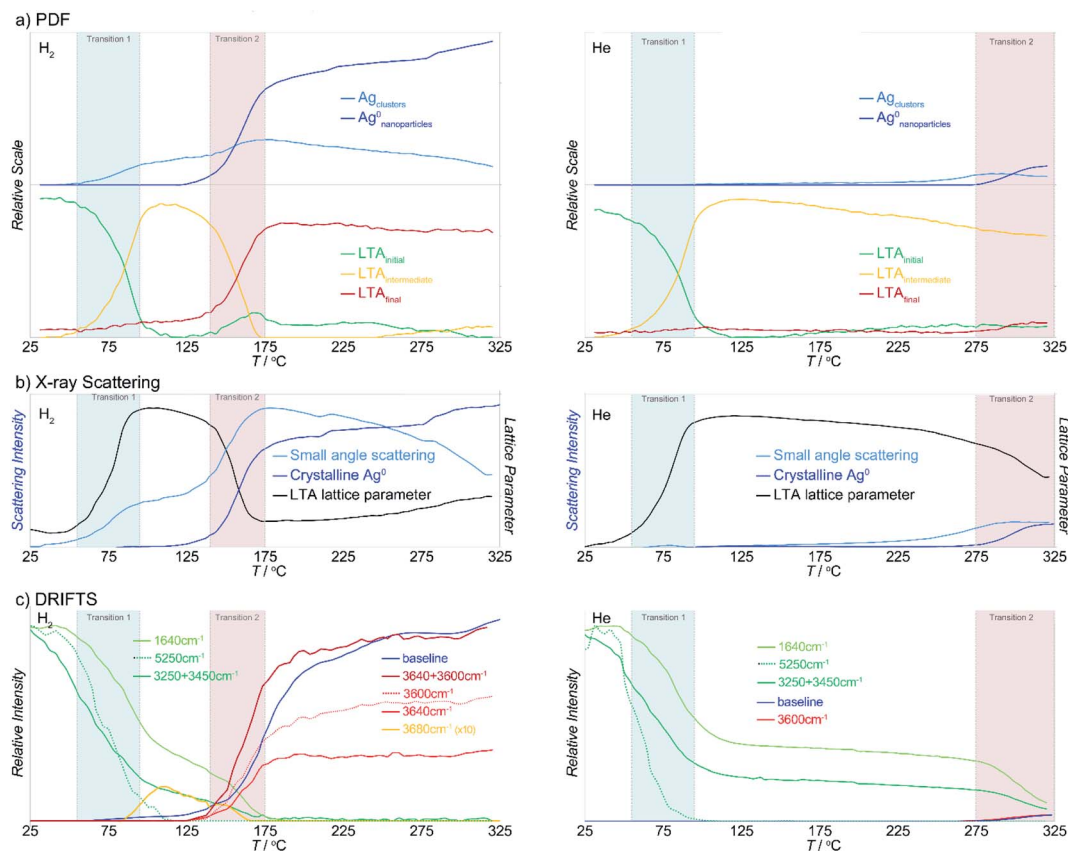 a) PDF
H2
Transition 1
Transition 2
Agclustors
Ag0nanoparticles
Relative Scale
LTAinitial
LTAintermediate
LTAfinal
25 75 125 175 225 275 325
T / °C
He
Transition 1
Transition 2
Agclustors
Ag0nanoparticles
Relative Scale
LTAinitial
LTAintermediate
LTAfinal
25 75 125 175 225 275 325
T / °C
b) X-ray Scattering
H2
Transition 1
Transition 2
Scattering Intensity
Small angle scattering
Crystalline Ag0
LTA lattice parameter
Lattice Parameter
25 75 125 175 225 275 325
T / °C
He
Transition 1
Transition 2
Scattering Intensity
Small angle scattering
Crystalline Ag0
LTA lattice parameter
Lattice Parameter
25 75 125 175 225 275 325
T / °C
c) DRIFTS
H2
Transition 1
Transition 2
1640cm-1
5250cm-1
3250+3450cm-1
baseline
3640+3600cm-1
3600cm-1
3640cm-1
3680cm-1 (x10)
Relative Intensity
25 75 125 175 225 275 325
T / °C
He
Transition 1
Transition 2
1640cm-1
5250cm-1
3250+3450cm-1
baseline
3600cm-1
Relative Intensity
25 75 125 175 225 275 325
T / °C